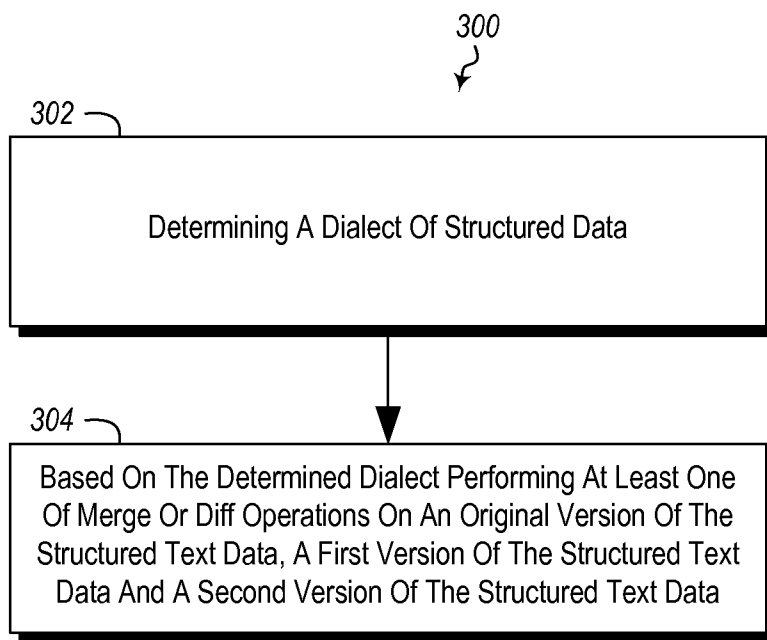 300
302
Determining A Dialect Of Structured Data
304
Based On The Determined Dialect Performing At Least One
Of Merge Or Diff Operations On An Original Version Of The
Structured Text Data, A First Version Of The Structured Text
Data And A Second Version Of The Structured Text Data